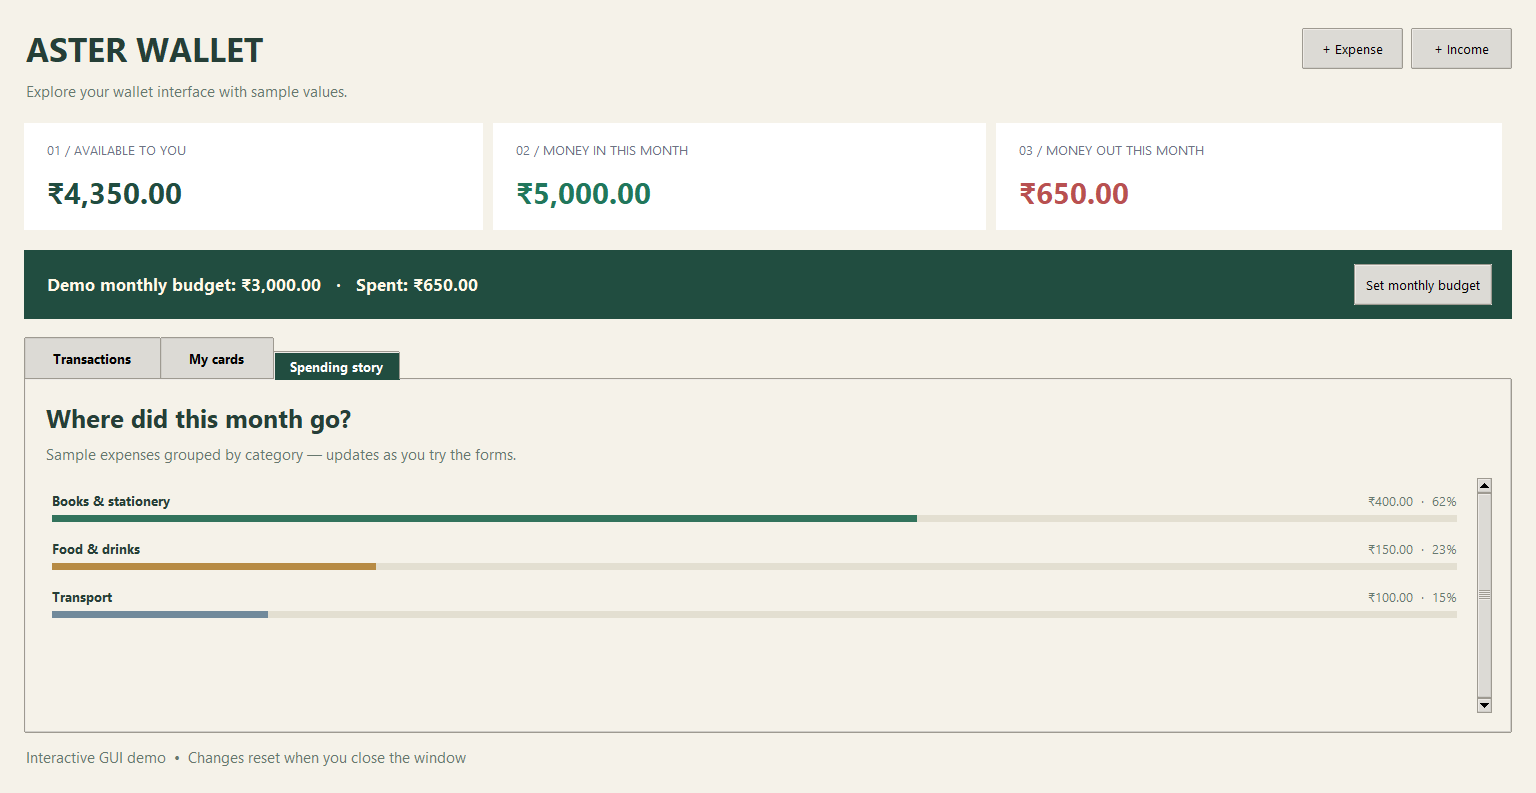 ASTER WALLET
+ Expense
+ Income
Explore your wallet interface with sample values.
01 / AVAILABLE TO YOU
₹4,350.00
02 / MONEY IN THIS MONTH
₹5,000.00
03 / MONEY OUT THIS MONTH
₹650.00
Demo monthly budget: ₹3,000.00 · Spent: ₹650.00
Set monthly budget
Transactions
My cards
Spending story
Where did this month go?
Sample expenses grouped by category — updates as you try the forms.
Books & stationery
₹400.00 · 62%
Food & drinks
₹150.00 · 23%
Transport
₹100.00 · 15%
Interactive GUI demo • Changes reset when you close the window